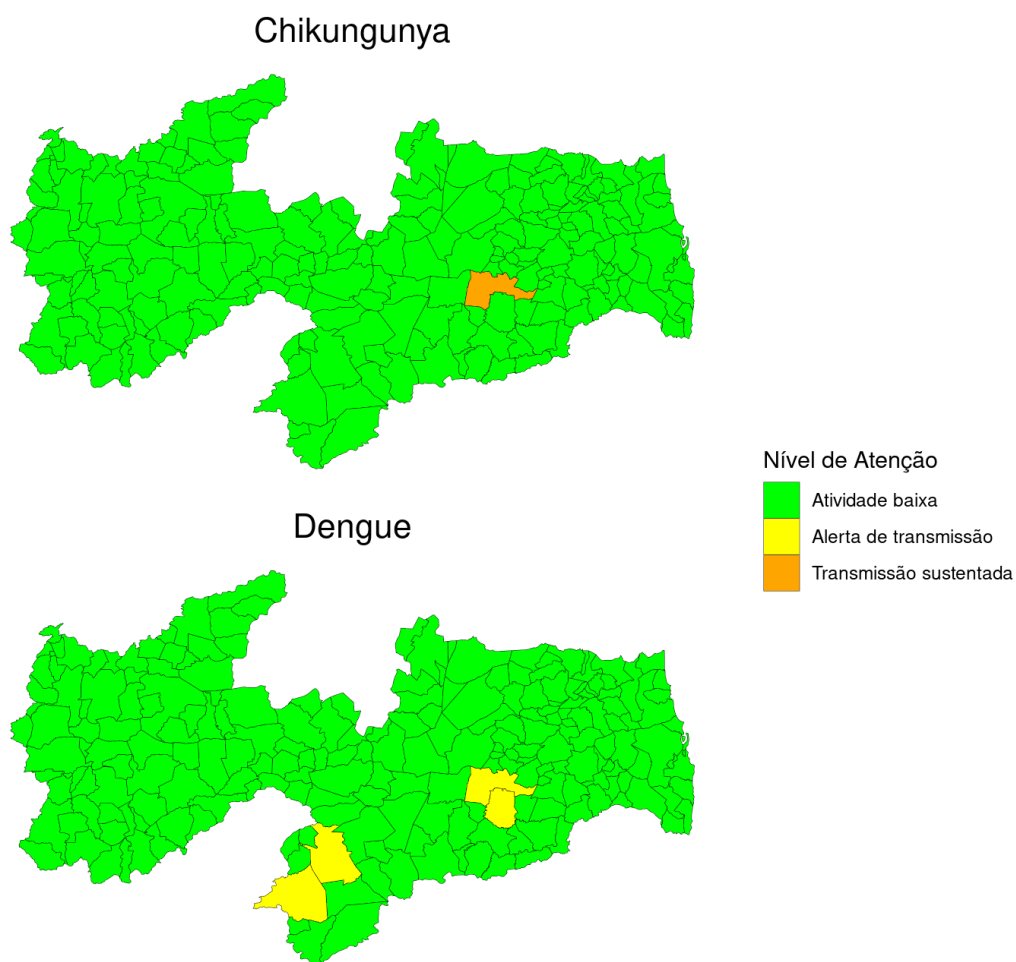 Chikungunya
Nível de Atenção
Atividade baixa
Alerta de transmissão
Transmissão sustentada
Dengue